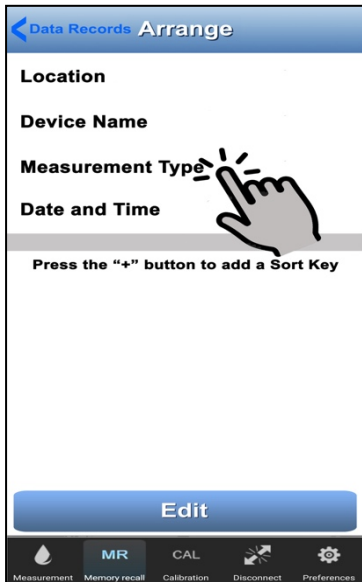 Data Records Arrange
Location
Device Name
Measurement Type
Date and Time
Press the “+” button to add a Sort Key
Edit
MR CAL
Measurement Memory recall Calibration Disconnect Preferences